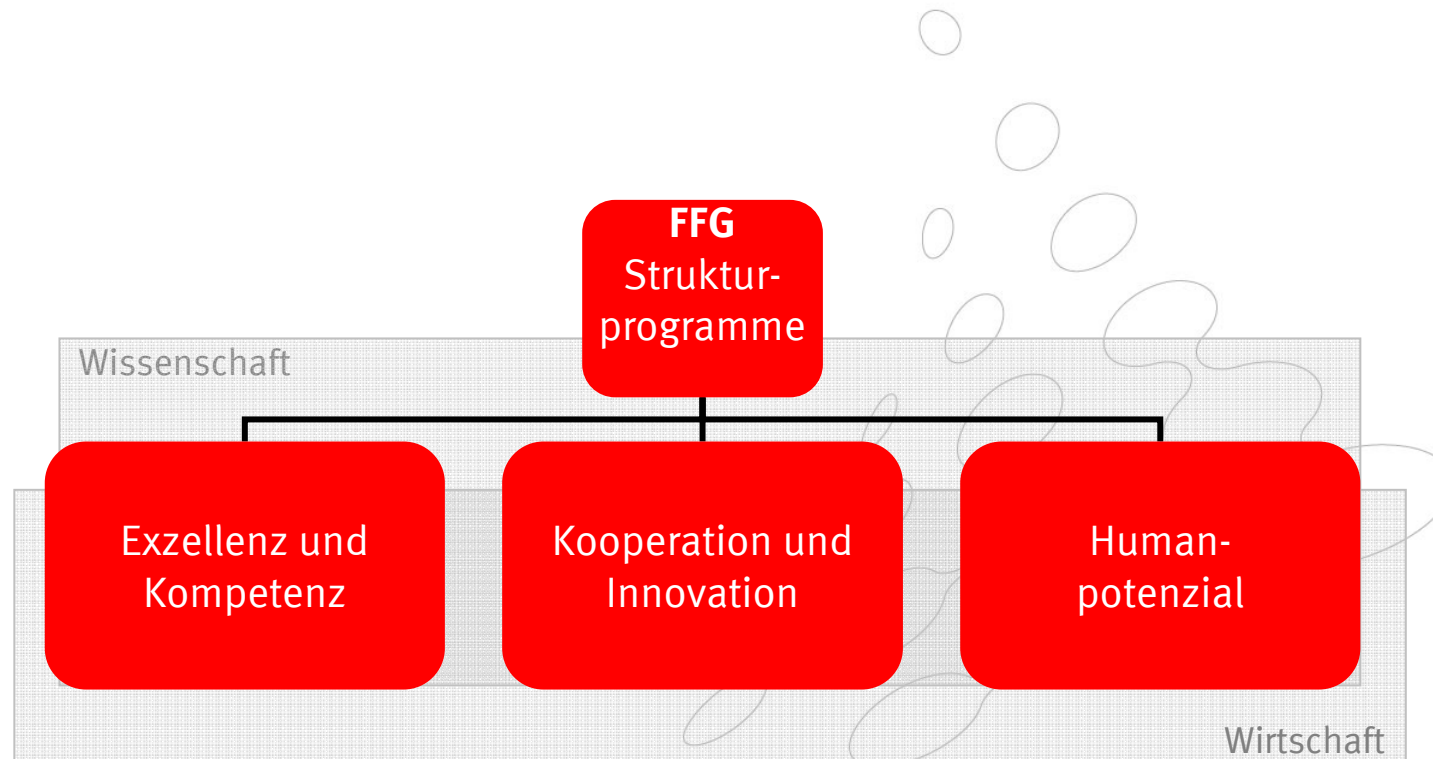 FFG
Struktur-
programme
Wissenschaft
Exzellenz und
Kompetenz
Kooperation und
Innovation
Human-
potenzial
Wirtschaft